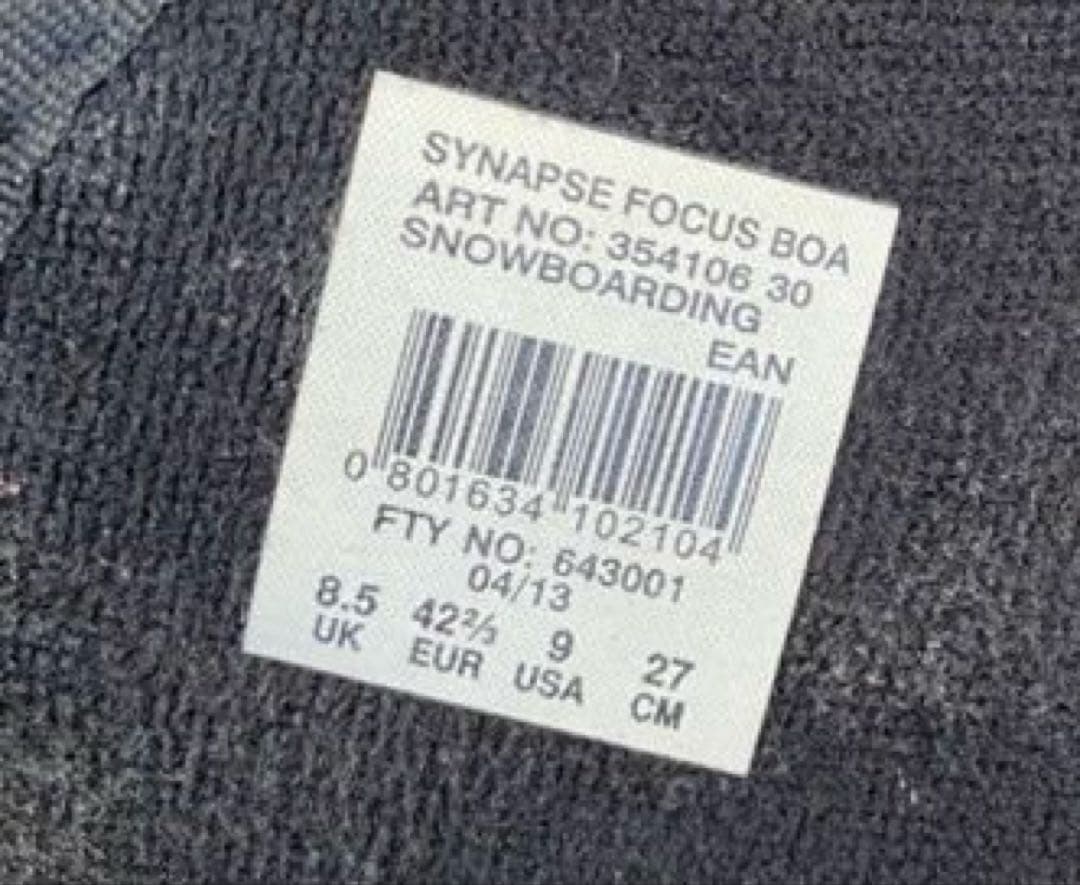 SYNAPSE FOCUS BOA
ART NO: 354106 30
SNOWBOARDING
EAN
0 801634 102104
FTY NO: 643001
04/13
8.5 42⅔ 9 27
UK EUR USA CM